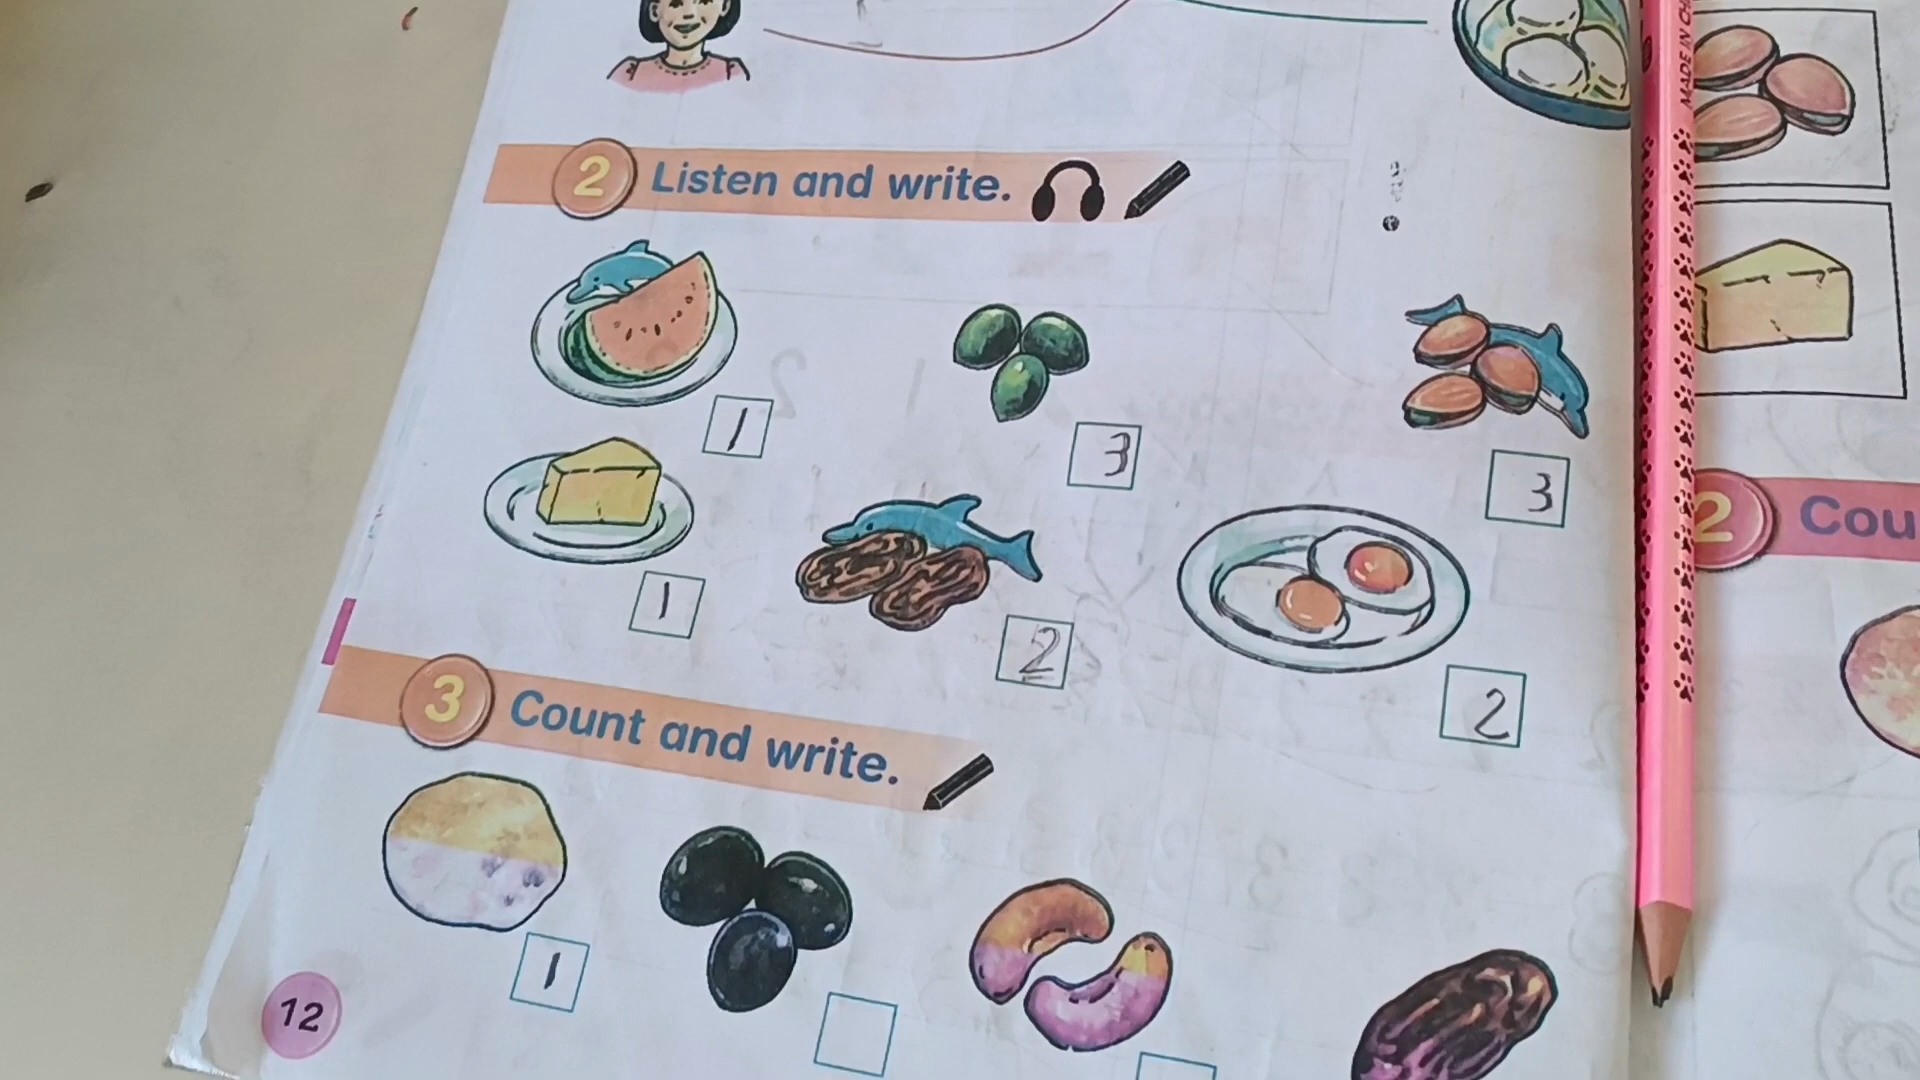 MADE IN CH
2 Listen and write.
1
3
3
1
2
2
2 Cou
3 Count and write.
1
12